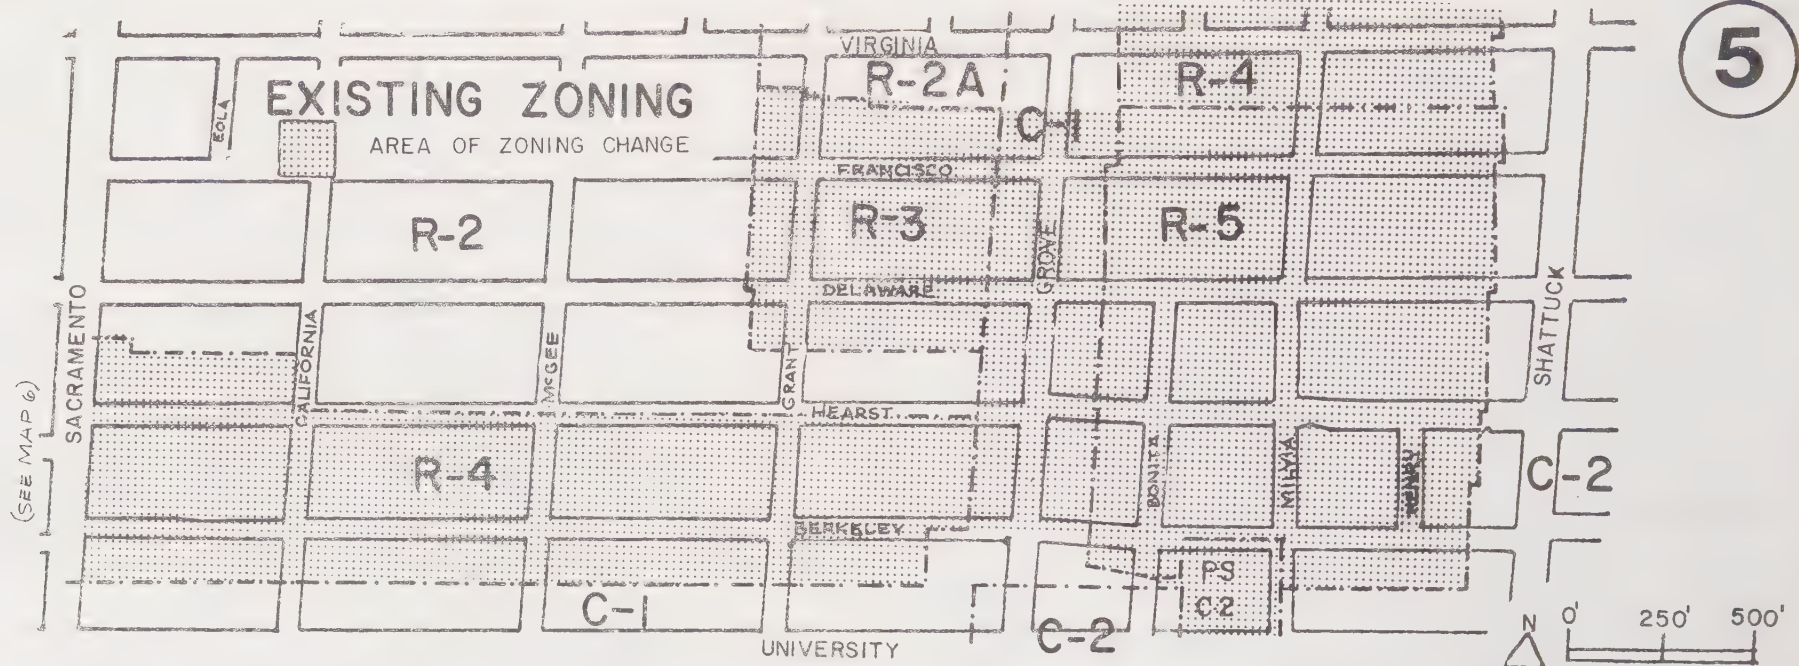 5
VIRGINIA
EXISTING ZONING
AREA OF ZONING CHANGE
EOLA
R-2A
R-4
C-1
FRANCISCO
R-2
R-3
R-5
GROVE
DELAWARE
SACRAMENTO
CALIFORNIA
McGEE
GRANT
SHATTUCK
HEARST
(SEE MAP 6)
R-4
BONITA
MILVIA
HENRY
C-2
BERKELEY
PS
C2
C-1
C-2
UNIVERSITY
N
0' 250' 500'